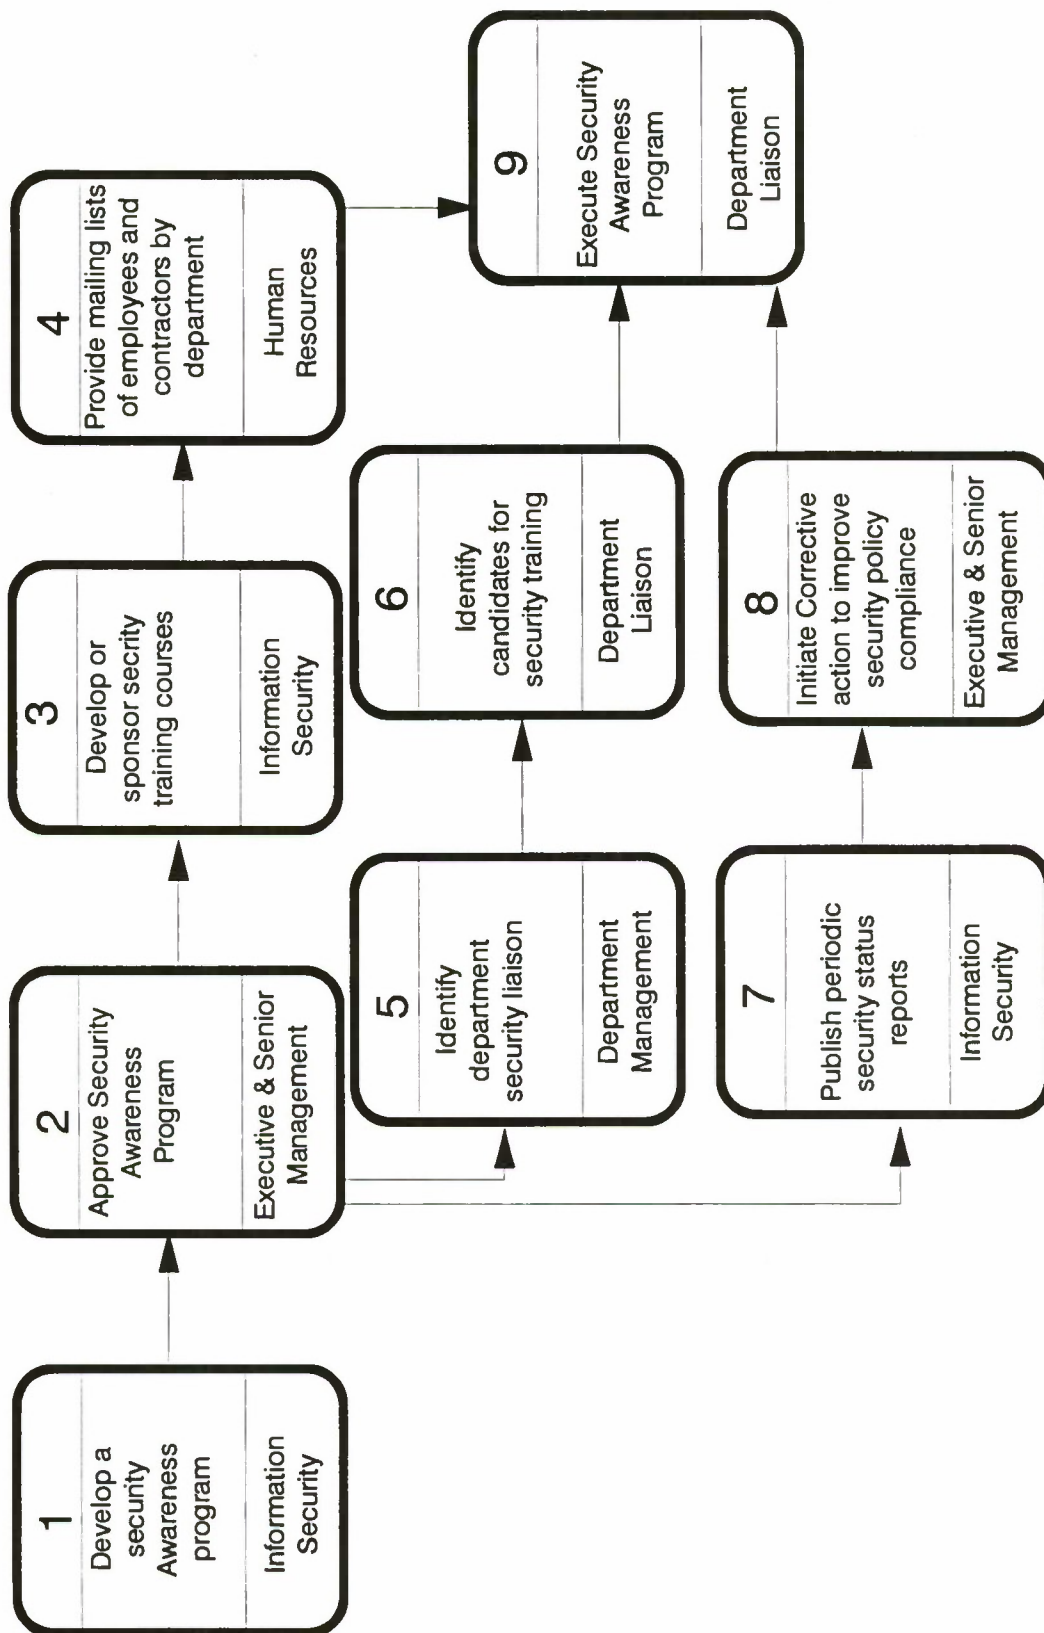 1
Develop a
security
Awareness
program
Information
Security
2
Approve Security
Awareness
Program
Executive & Senior
Management
3
Develop or
sponsor secrity
training courses
Information
Security
4
Provide mailing lists
of employees and
contractors by
department
Human
Resources
5
Identify
department
security liaison
Department
Management
6
Identify
candidates for
security training
Department
Liaison
7
Publish periodic
security status
reports
Information
Security
8
Initiate Corrective
action to improve
security policy
compliance
Executive & Senior
Management
9
Execute Security
Awareness
Program
Department
Liaison